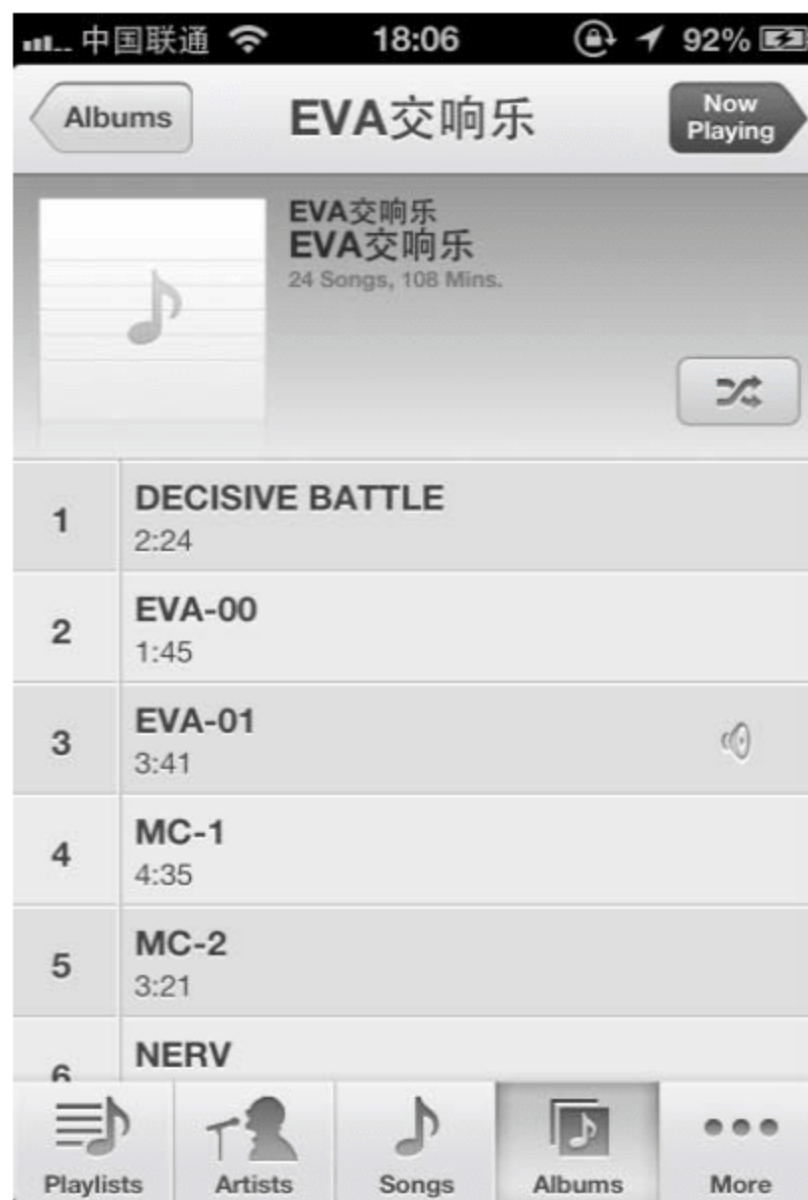 中国联通 18:06 92%
Albums EVA交响乐 Now Playing
EVA交响乐
EVA交响乐
24 Songs, 108 Mins.
1 DECISIVE BATTLE
2:24
2 EVA-00
1:45
3 EVA-01
3:41
4 MC-1
4:35
5 MC-2
3:21
6 NERV
Playlists Artists Songs Albums More